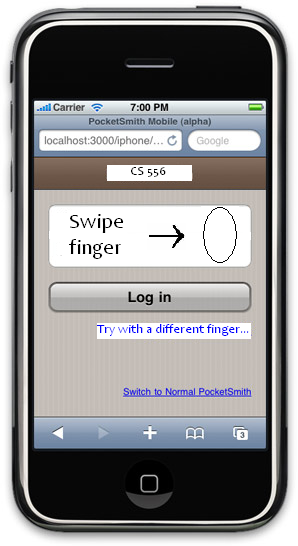 Carrier 7:00 PM
PocketSmith Mobile (alpha)
localhost:3000/iphone/... Google
CS 556
Swipe
finger
Log in
Try with a different finger...
Switch to Normal PocketSmith
3